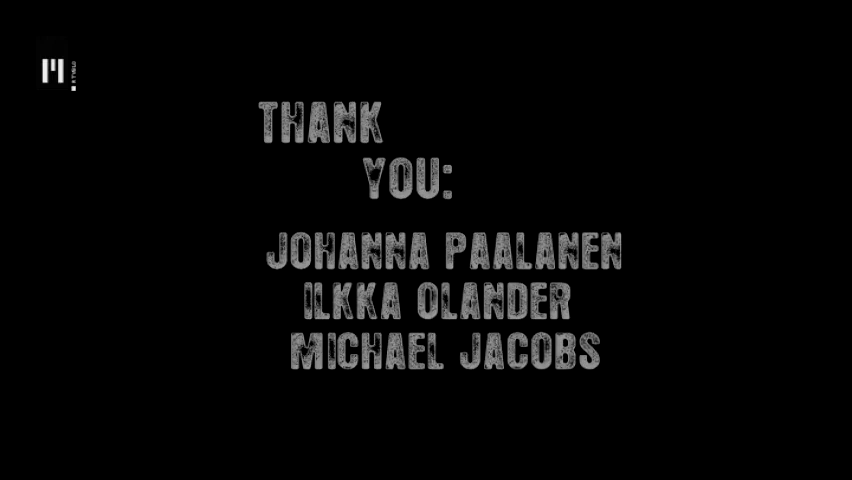 THANK
YOU:
JOHANNA PAALANEN
ILKKA OLANDER
MICHAEL JACOBS